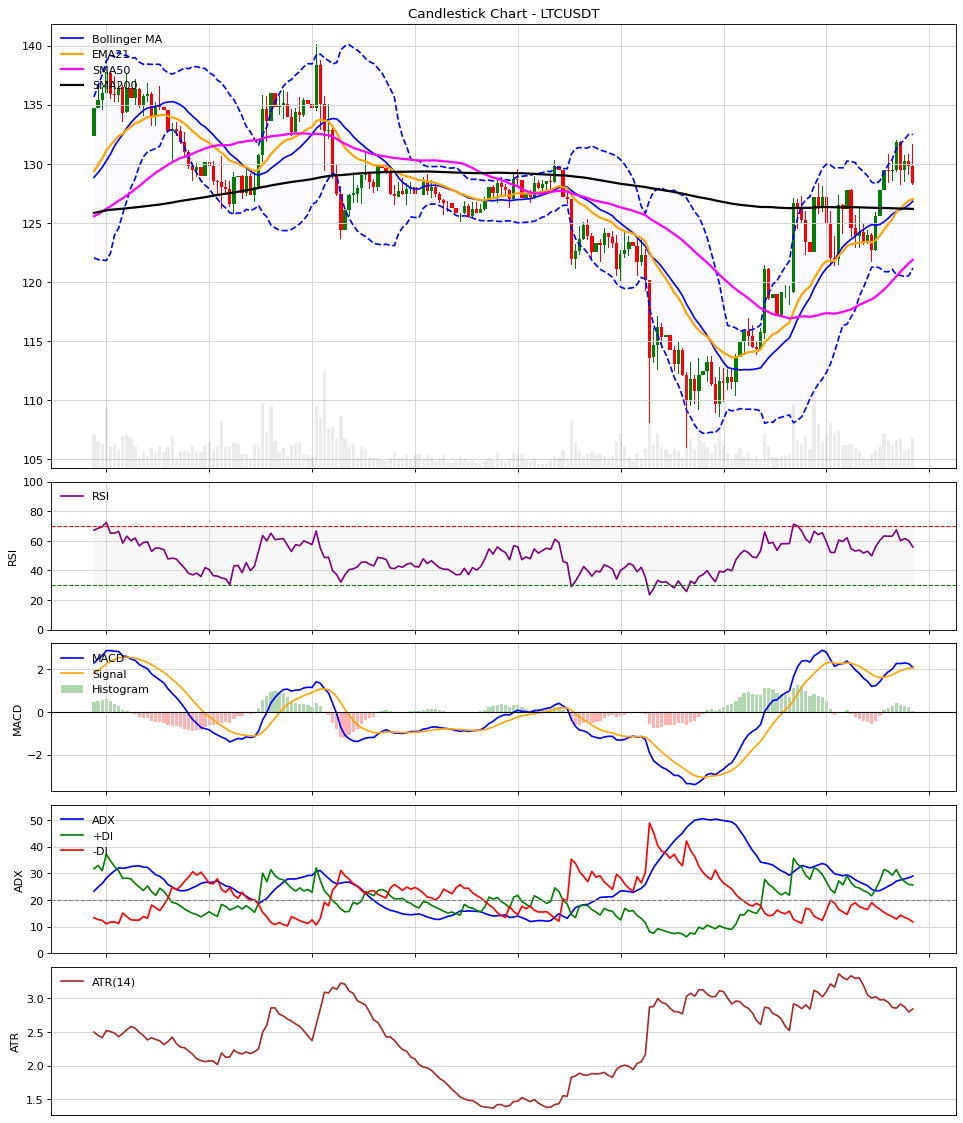 Candlestick Chart - LTCUSDT
Bollinger MA
EMA21
SMA50
SMA200
140
135
130
125
120
115
110
105
RSI
100
80
60
40
20
0
RSI
MACD
Signal
Histogram
2
0
−2
MACD
ADX
+DI
-DI
50
40
30
20
10
0
ADX
ATR(14)
3.0
2.5
2.0
1.5
ATR